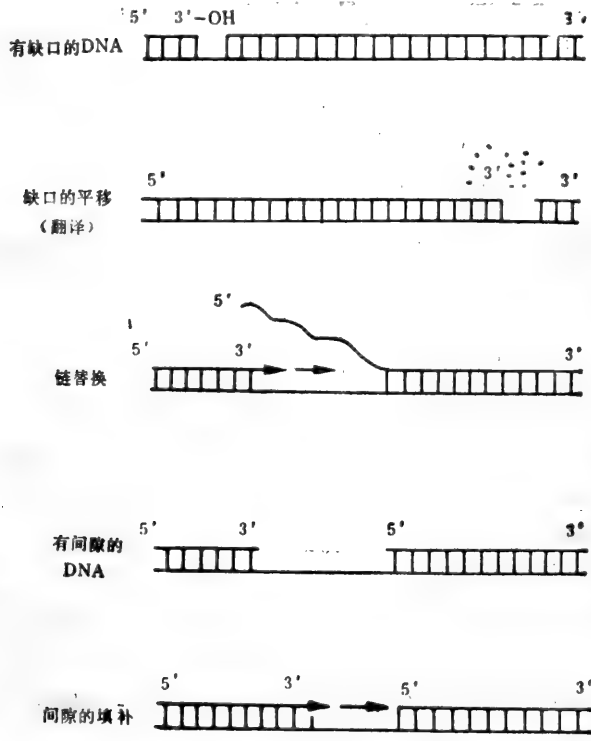 5' 3'-OH 3'
有缺口的DNA
3'
5' 3'
缺口的平移
(翻译)
5'
5' 3' 3'
链替换
5' 3' 5' 3'
有间隙的
DNA
5' 3' 5' 3'
间隙的填补